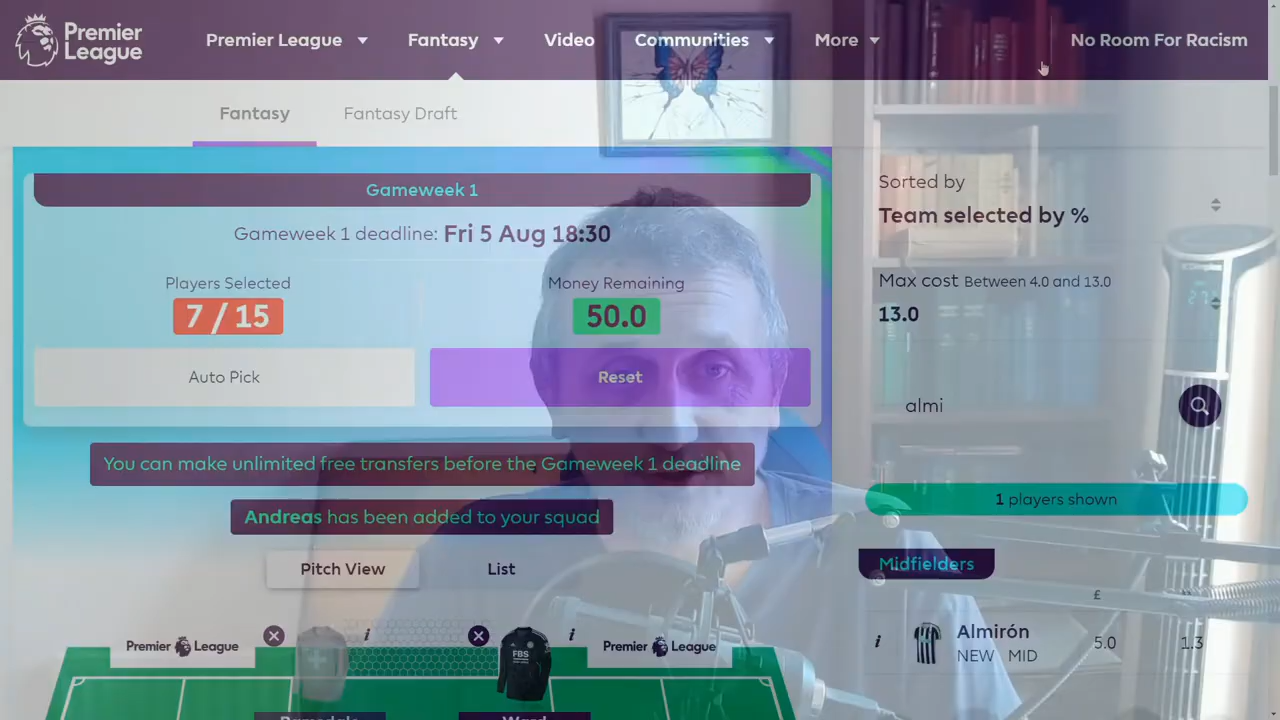 Premier League
Premier League
Fantasy
Video
Communities
More
No Room For Racism
Fantasy
Fantasy Draft
Gameweek 1
Gameweek 1 deadline: Fri 5 Aug 18:30
Players Selected
7 / 15
Money Remaining
50.0
Auto Pick
Reset
You can make unlimited free transfers before the Gameweek 1 deadline
Andreas has been added to your squad
Pitch View
List
Premier League
i
FBS
i
Premier League
Ward
Sorted by
Team selected by %
Max cost Between 4.0 and 13.0
13.0
almi
1 players shown
Midfielders
£
i
Almirón
NEW MID
5.0
1.3